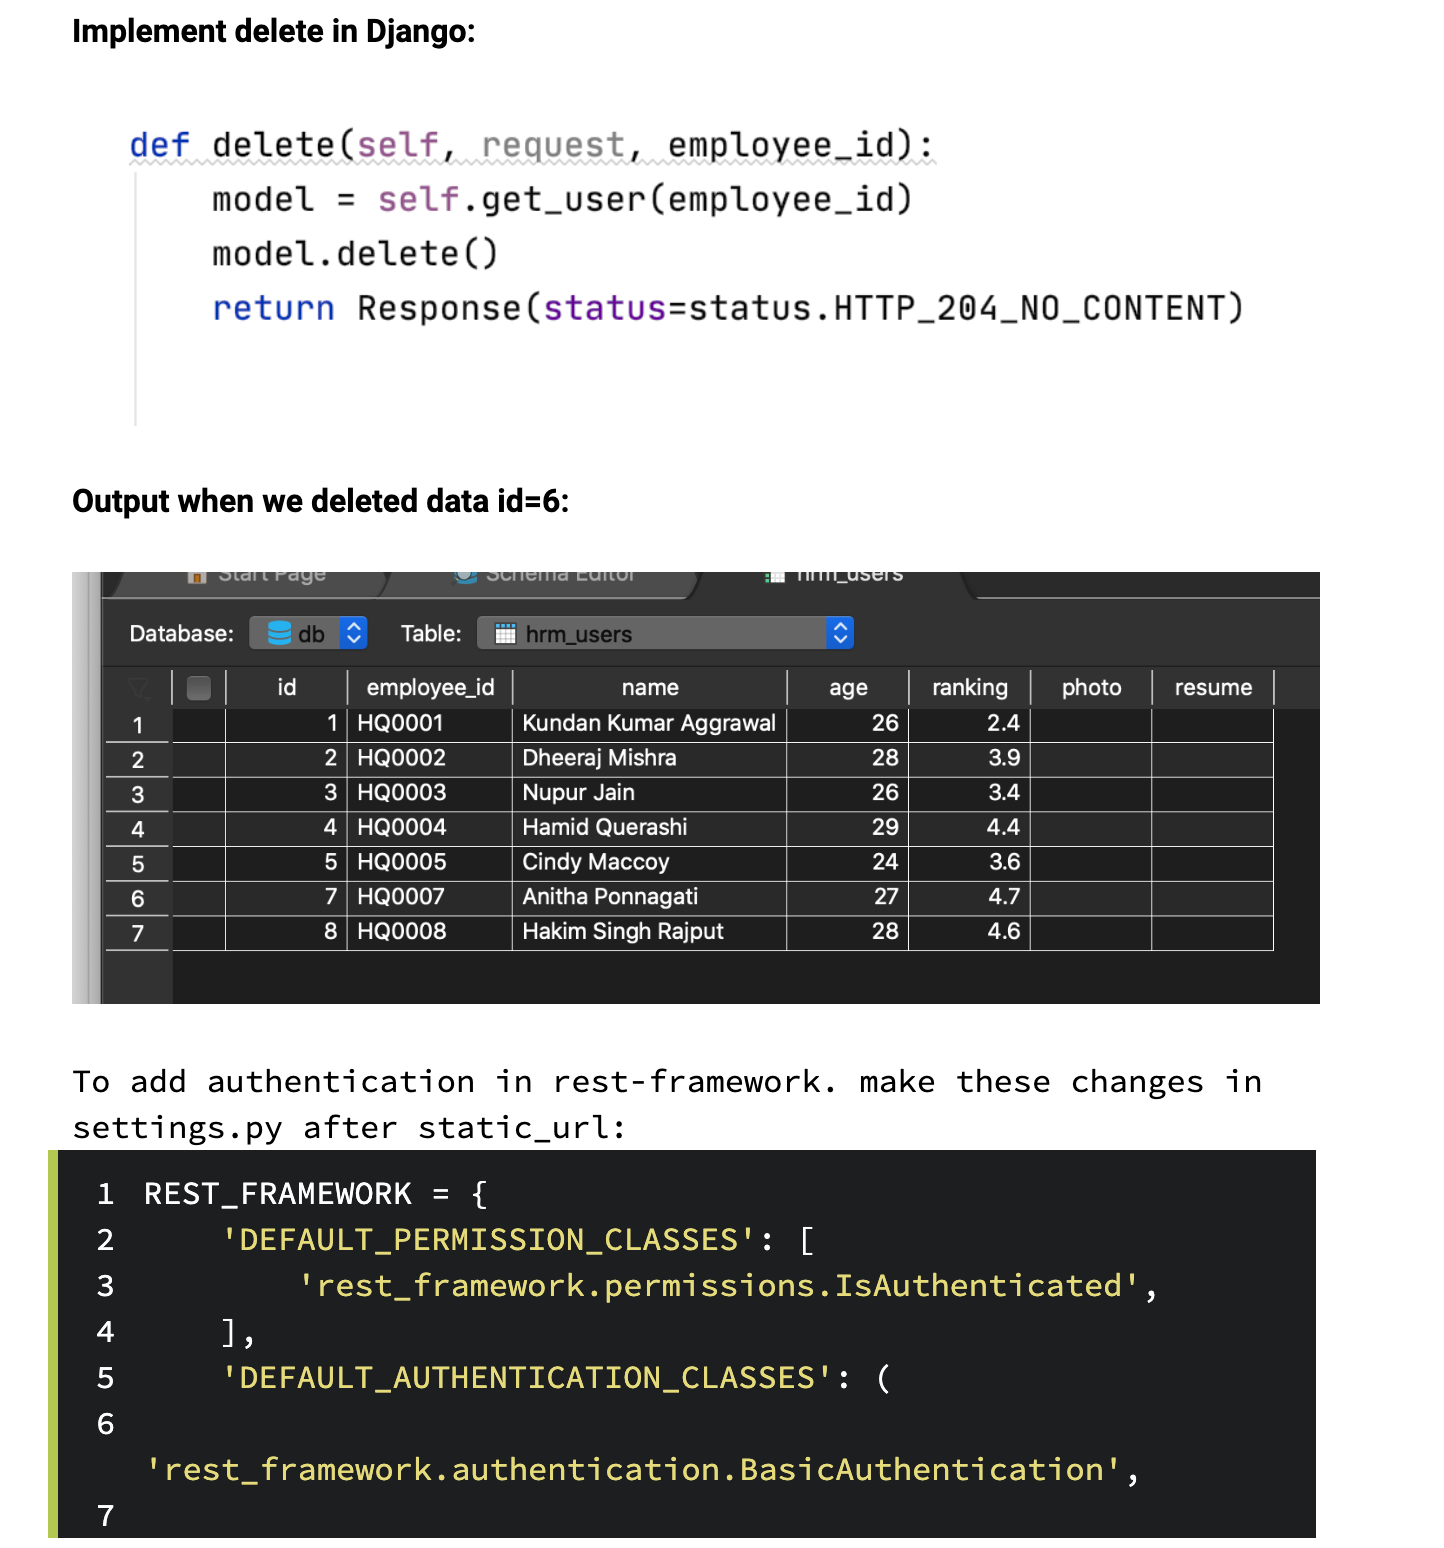 Implement delete in Django:
def delete(self, request, employee_id):
model = self.get_user(employee_id)
model.delete()
return Response(status=status.HTTP_204_NO_CONTENT)
Output when we deleted data id=6:
Start Page Schema Editor hrm_users
Database: db Table: hrm_users
id employee_id name age ranking photo resume
1 1 HQ0001 Kundan Kumar Aggrawal 26 2.4
2 2 HQ0002 Dheeraj Mishra 28 3.9
3 3 HQ0003 Nupur Jain 26 3.4
4 4 HQ0004 Hamid Querashi 29 4.4
5 5 HQ0005 Cindy Maccoy 24 3.6
6 7 HQ0007 Anitha Ponnagati 27 4.7
7 8 HQ0008 Hakim Singh Rajput 28 4.6
To add authentication in rest-framework. make these changes in
settings.py after static_url:
1 REST_FRAMEWORK = {
2 'DEFAULT_PERMISSION_CLASSES': [
3 'rest_framework.permissions.IsAuthenticated',
4 ],
5 'DEFAULT_AUTHENTICATION_CLASSES': (
6
'rest_framework.authentication.BasicAuthentication',
7